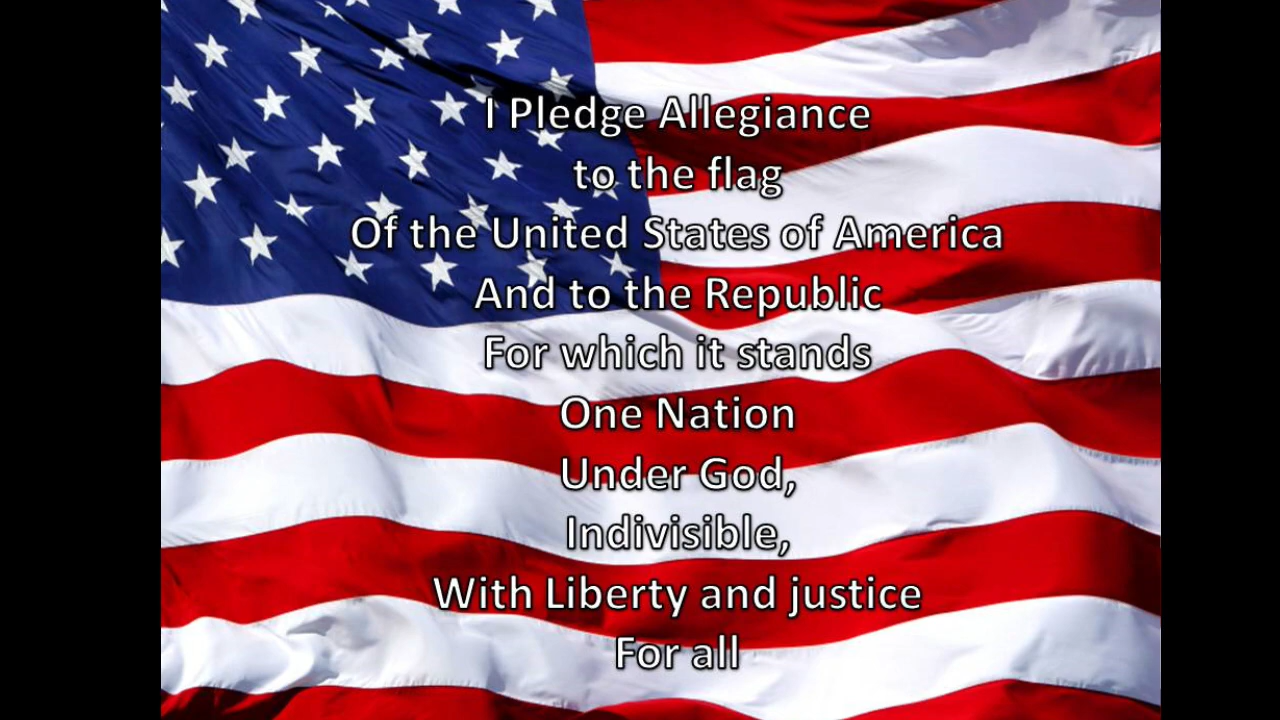 I Pledge Allegiance
to the flag
Of the United States of America
And to the Republic
For which it stands
One Nation
Under God,
Indivisible,
With Liberty and justice
For all